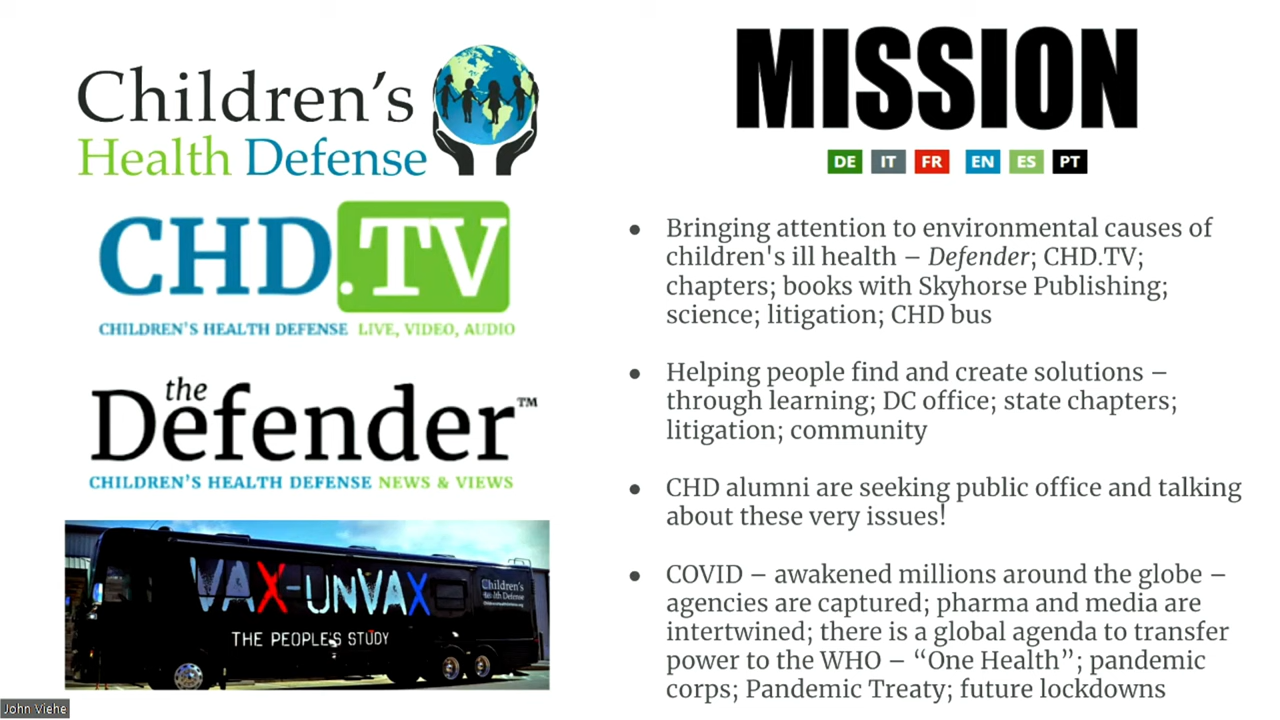 Children's
Health Defense
CHD.TV
CHILDREN'S HEALTH DEFENSE LIVE, VIDEO, AUDIO
the
Defender™
CHILDREN'S HEALTH DEFENSE NEWS & VIEWS
VAX-UNVAX
THE PEOPLE'S STUDY
Children's
Health Defense
John Viehe
MISSION
DE IT FR EN ES PT
● Bringing attention to environmental causes of
children's ill health – Defender; CHD.TV;
chapters; books with Skyhorse Publishing;
science; litigation; CHD bus
● Helping people find and create solutions –
through learning; DC office; state chapters;
litigation; community
● CHD alumni are seeking public office and talking
about these very issues!
● COVID – awakened millions around the globe –
agencies are captured; pharma and media are
intertwined; there is a global agenda to transfer
power to the WHO – “One Health”; pandemic
corps; Pandemic Treaty; future lockdowns